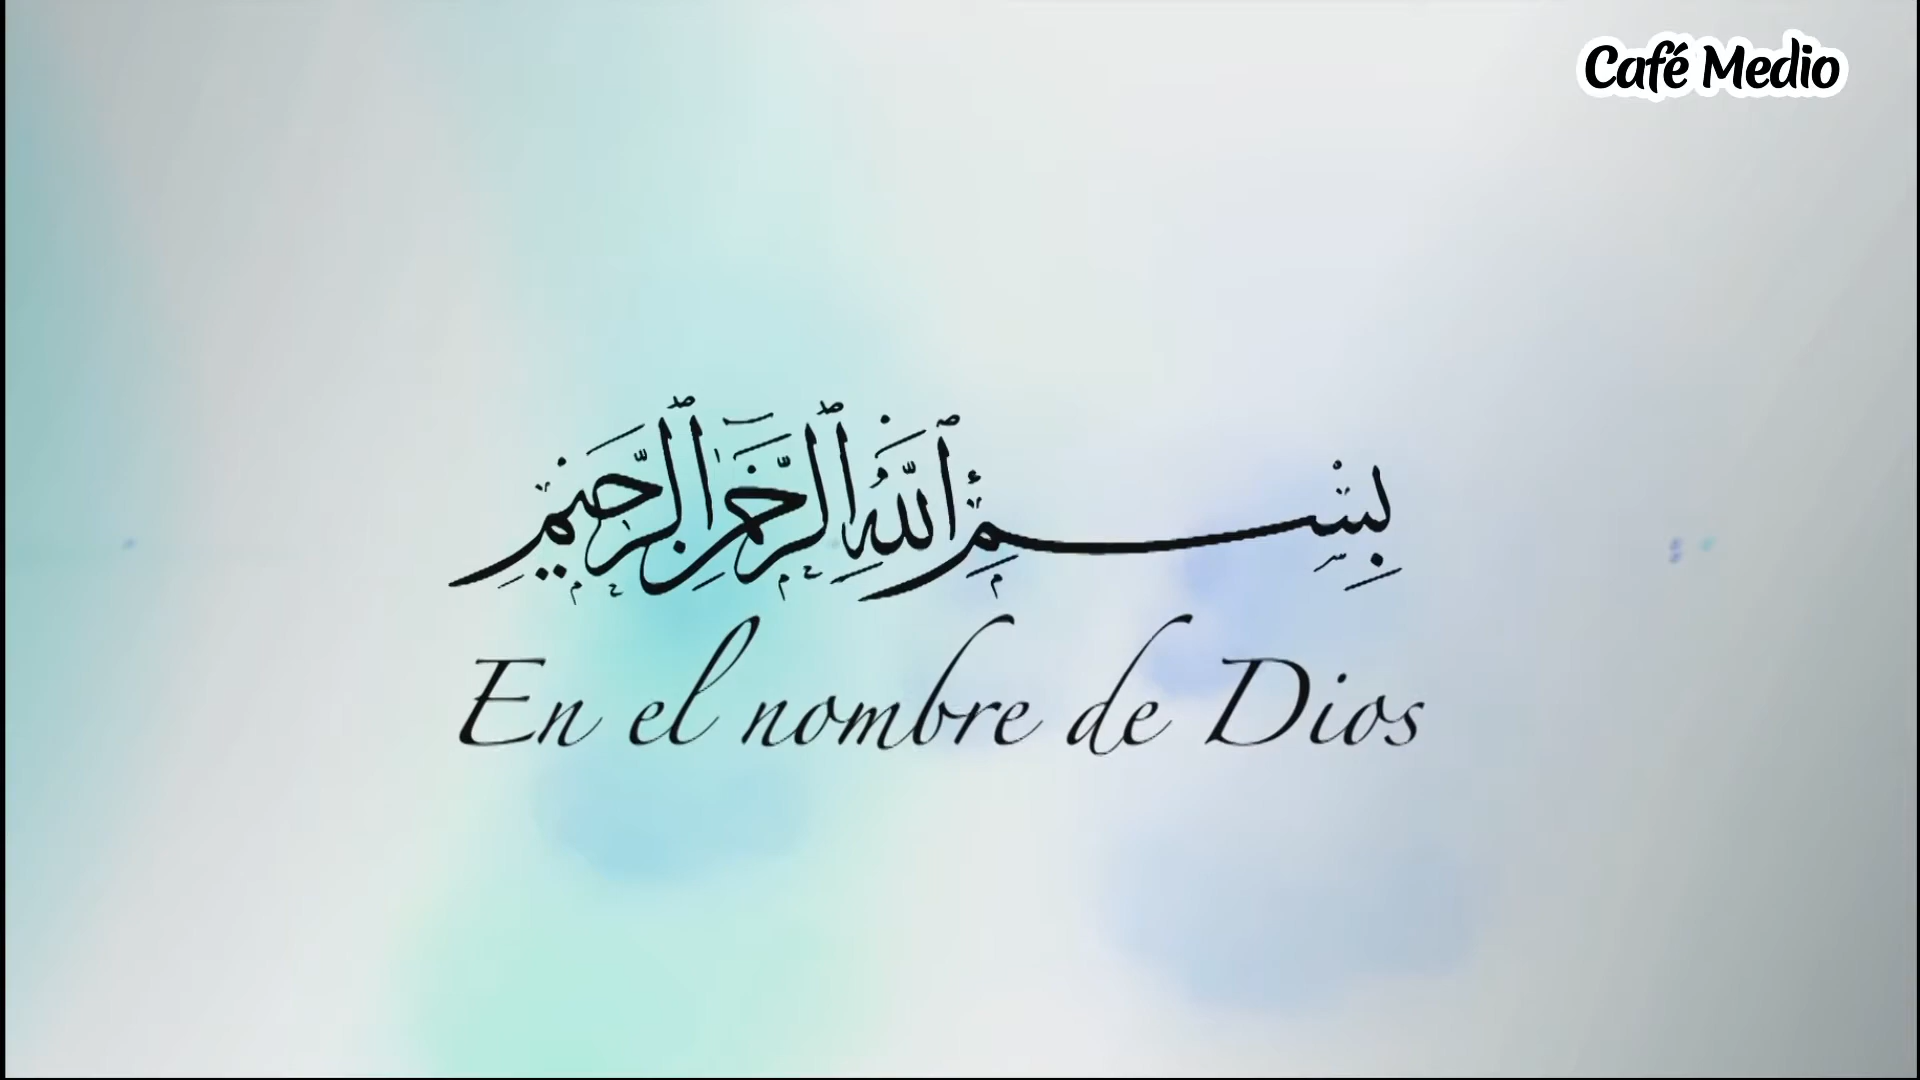 Café Medio
بِسْمِ ٱللَّهِ ٱلرَّحْمَٰنِ ٱلرَّحِيمِ
En el nombre de Dios